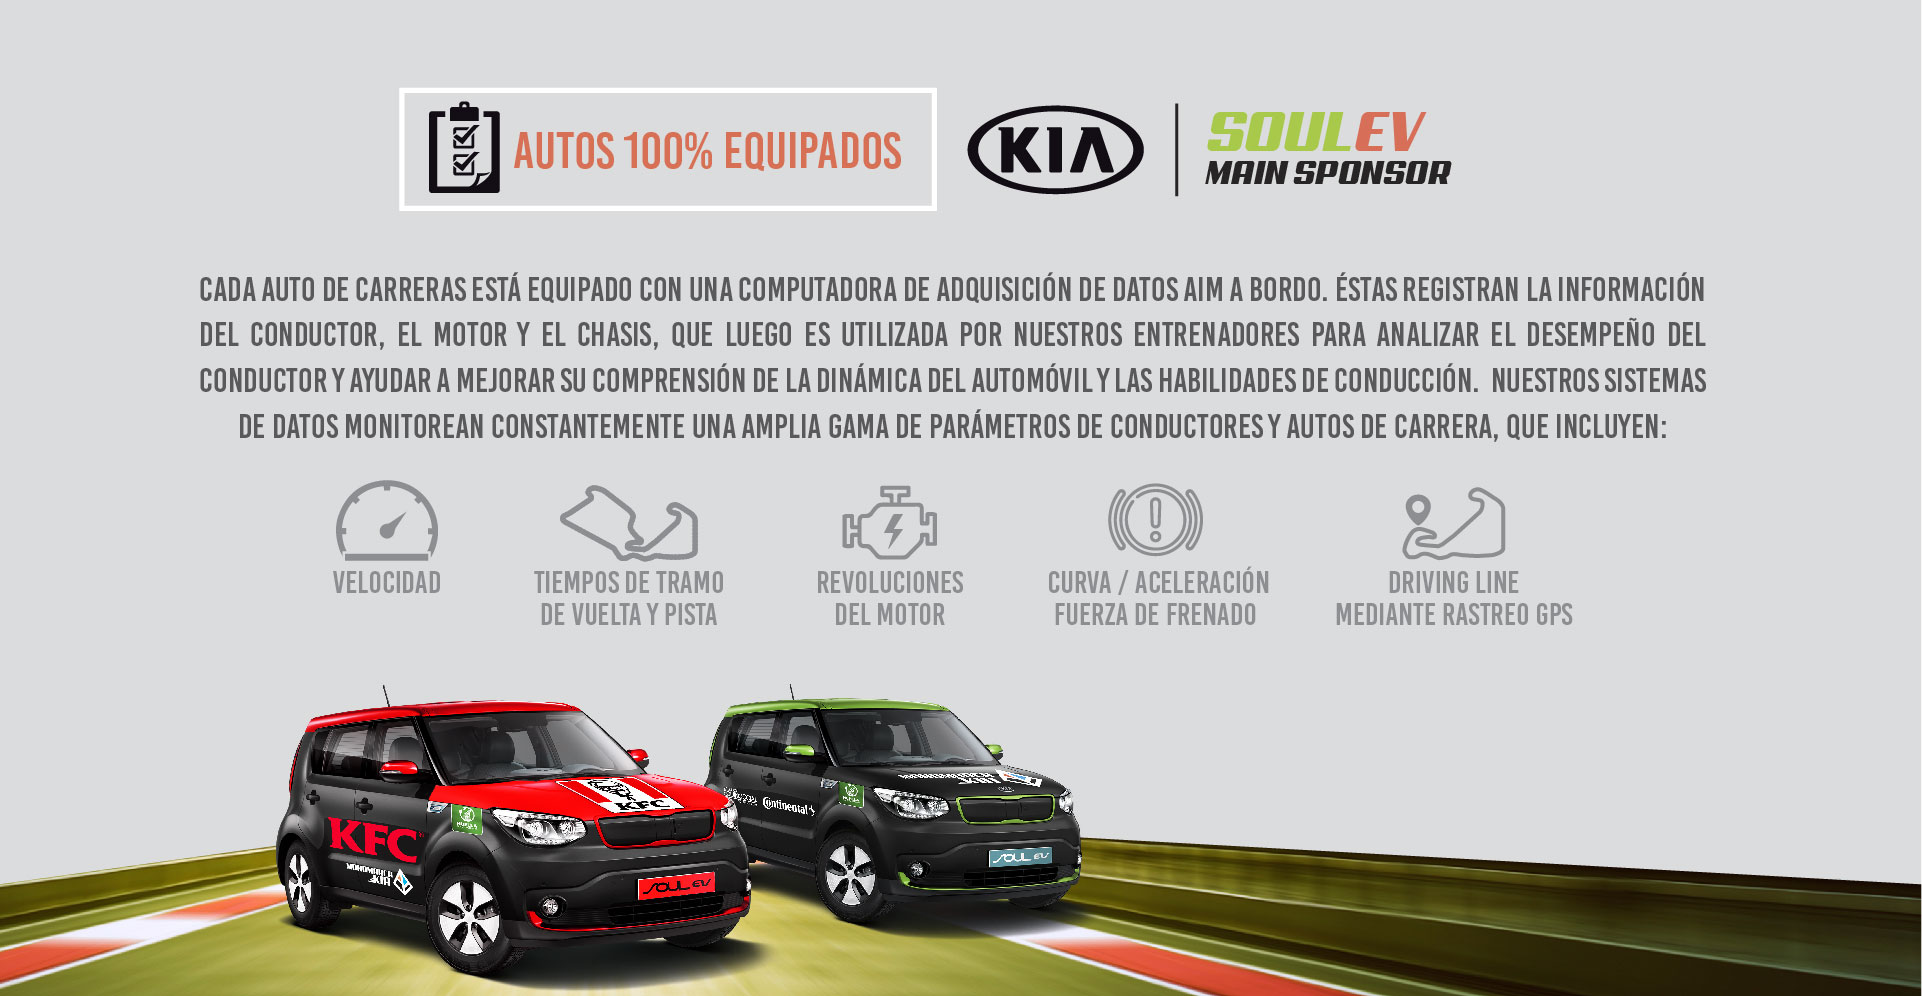 AUTOS 100% EQUIPADOS
KIA
SOULEV
MAIN SPONSOR
CADA AUTO DE CARRERAS ESTÁ EQUIPADO CON UNA COMPUTADORA DE ADQUISICIÓN DE DATOS AIM A BORDO. ÉSTAS REGISTRAN LA INFORMACIÓN
DEL CONDUCTOR, EL MOTOR Y EL CHASIS, QUE LUEGO ES UTILIZADA POR NUESTROS ENTRENADORES PARA ANALIZAR EL DESEMPEÑO DEL
CONDUCTOR Y AYUDAR A MEJORAR SU COMPRENSIÓN DE LA DINÁMICA DEL AUTOMÓVIL Y LAS HABILIDADES DE CONDUCCIÓN. NUESTROS SISTEMAS
DE DATOS MONITOREAN CONSTANTEMENTE UNA AMPLIA GAMA DE PARÁMETROS DE CONDUCTORES Y AUTOS DE CARRERA, QUE INCLUYEN:
VELOCIDAD
TIEMPOS DE TRAMO
DE VUELTA Y PISTA
REVOLUCIONES
DEL MOTOR
CURVA / ACELERACIÓN
FUERZA DE FRENADO
DRIVING LINE
MEDIANTE RASTREO GPS
KFC
KFC
MONOMARCA
KIA
SOUL EV
Continental
MONOMARCA
KIA
SOUL EV